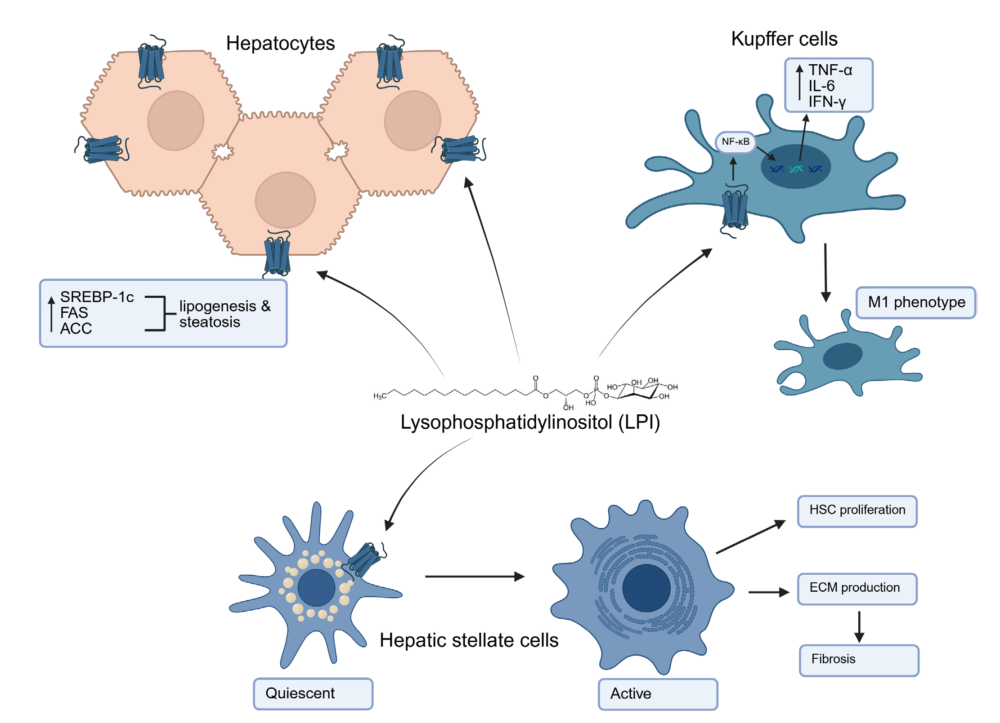 Hepatocytes
Kupffer cells
TNF-α
IL-6
IFN-γ
NF-κB
SREBP-1c
FAS
ACC
lipogenesis &
steatosis
M1 phenotype
H₃C
O
O
OH
O
O
P
HO
O
HO
OH
OH
OH
OH
Lysophosphatidylinositol (LPI)
HSC proliferation
ECM production
Fibrosis
Hepatic stellate cells
Quiescent
Active